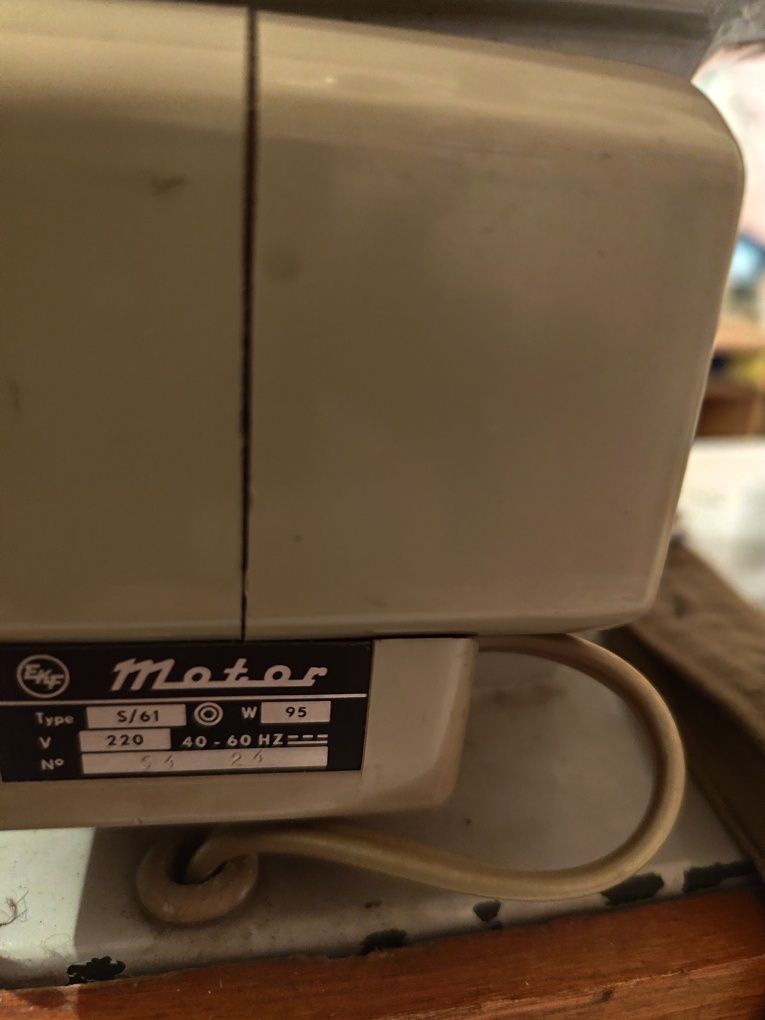 EKF Motor
Type S/61 W 95
V 220 40-60 HZ
Nº